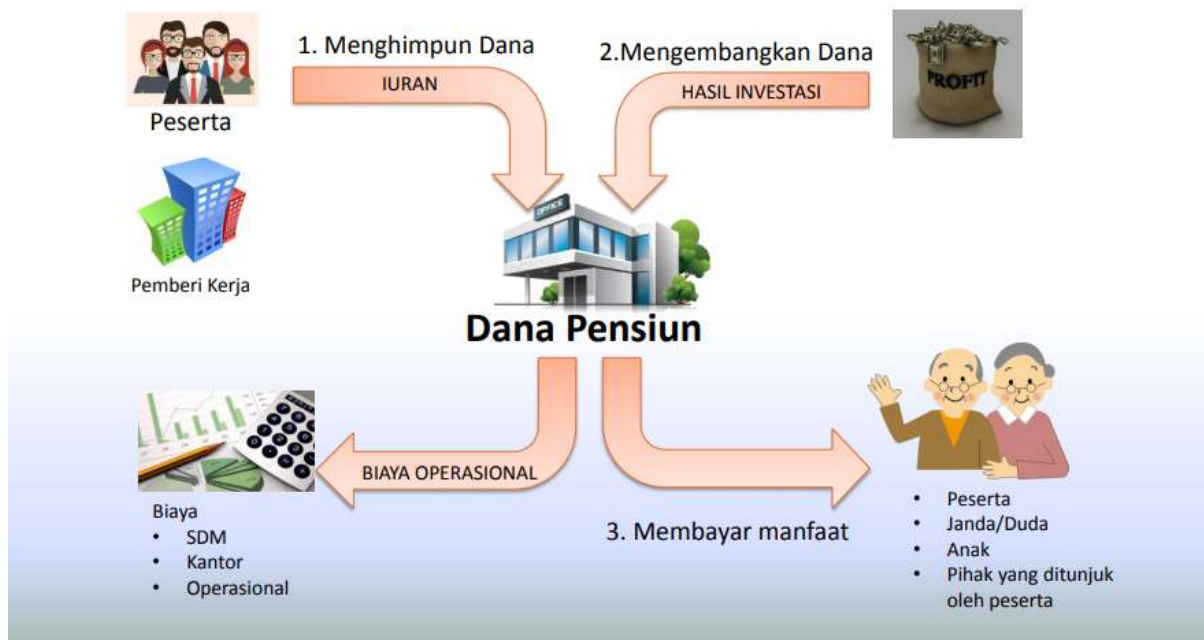 1. Menghimpun Dana
IURAN
2.Mengembangkan Dana
HASIL INVESTASI
PROFIT
Peserta
Pemberi Kerja
OFFICE
Dana Pensiun
BIAYA OPERASIONAL
Biaya
• SDM
• Kantor
• Operasional
3. Membayar manfaat
• Peserta
• Janda/Duda
• Anak
• Pihak yang ditunjuk
oleh peserta